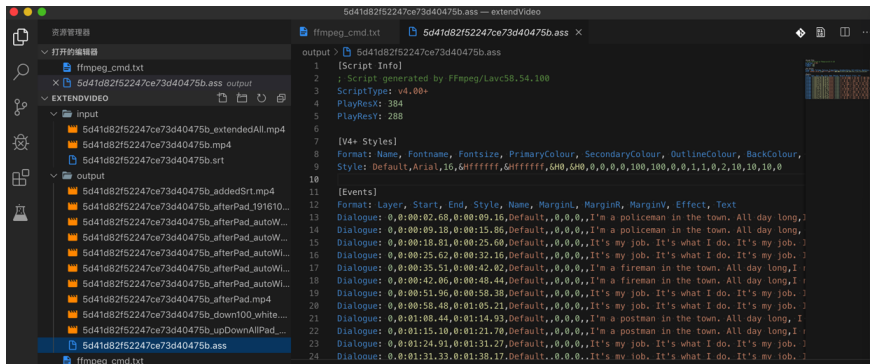 5d41d82f52247ce73d40475b.ass — extendVideo
资源管理器
打开的编辑器
ffmpeg_cmd.txt
5d41d82f52247ce73d40475b.ass output
EXTENDVIDEO
input
5d41d82f52247ce73d40475b_extendedAll.mp4
5d41d82f52247ce73d40475b.mp4
5d41d82f52247ce73d40475b.srt
output
5d41d82f52247ce73d40475b_addedSrt.mp4
5d41d82f52247ce73d40475b_afterPad_191610...
5d41d82f52247ce73d40475b_afterPad_autoW...
5d41d82f52247ce73d40475b_afterPad_autoW...
5d41d82f52247ce73d40475b_afterPad_autoWi...
5d41d82f52247ce73d40475b_afterPad_autoWi...
5d41d82f52247ce73d40475b_afterPad.mp4
5d41d82f52247ce73d40475b_down100_white....
5d41d82f52247ce73d40475b_upDownAllPad_...
5d41d82f52247ce73d40475b.ass
ffmpeg_cmd.txt
ffmpeg_cmd.txt 5d41d82f52247ce73d40475b.ass
output > 5d41d82f52247ce73d40475b.ass
1 [Script Info]
2 ; Script generated by FFmpeg/Lavc58.54.100
3 ScriptType: v4.00+
4 PlayResX: 384
5 PlayResY: 288
6
7 [V4+ Styles]
8 Format: Name, Fontname, Fontsize, PrimaryColour, SecondaryColour, OutlineColour, BackColour,
9 Style: Default,Arial,16,&Hffffff,&Hffffff,&H0,&H0,0,0,0,0,100,100,0,0,1,1,0,2,10,10,10,0
10
11 [Events]
12 Format: Layer, Start, End, Style, Name, MarginL, MarginR, MarginV, Effect, Text
13 Dialogue: 0,0:00:02.68,0:00:09.16,Default,,0,0,0,,I'm a policeman in the town. All day long,I
14 Dialogue: 0,0:00:09.18,0:00:15.86,Default,,0,0,0,,I'm a policeman in the town. All day long,
15 Dialogue: 0,0:00:18.81,0:00:25.60,Default,,0,0,0,,It's my job. It's what I do. It's my job. I
16 Dialogue: 0,0:00:25.62,0:00:32.16,Default,,0,0,0,,It's my job. It's what I do. It's my job. I
17 Dialogue: 0,0:00:35.51,0:00:42.02,Default,,0,0,0,,I'm a fireman in the town. All day long,I
18 Dialogue: 0,0:00:42.06,0:00:48.44,Default,,0,0,0,,I'm a fireman in the town. All day long,I
19 Dialogue: 0,0:00:51.96,0:00:58.38,Default,,0,0,0,,It's my job. It's what I do. It's my job. I
20 Dialogue: 0,0:00:58.48,0:01:05.21,Default,,0,0,0,,It's my job. It's what I do. It's my job. I
21 Dialogue: 0,0:01:08.44,0:01:14.93,Default,,0,0,0,,I'm a postman in the town. All day long, I
22 Dialogue: 0,0:01:15.10,0:01:21.70,Default,,0,0,0,,I'm a postman in the town. All day long,I
23 Dialogue: 0,0:01:24.91,0:01:31.27,Default,,0,0,0,,It's my job. It's what I do. It's my job. I
24 Dialogue: 0,0:01:31.33,0:01:38.17,Default,,0,0,0,,It's my job. It's what I do. It's my job. I